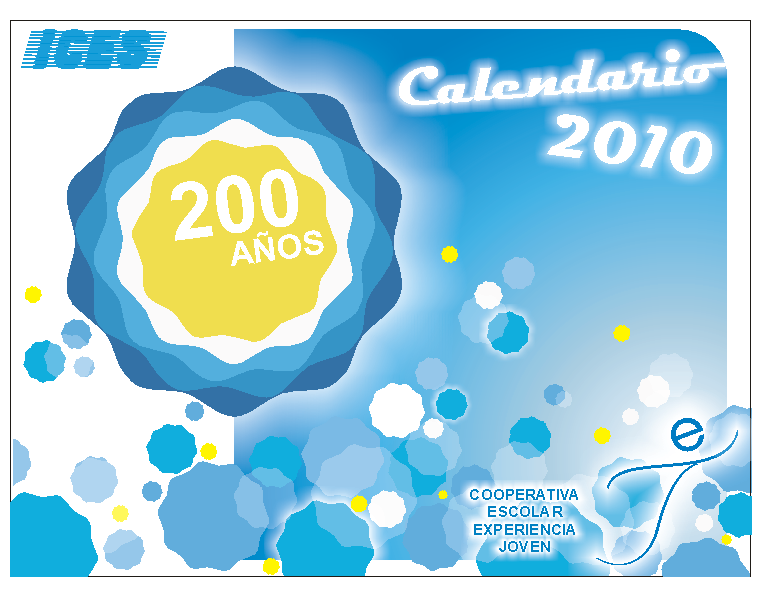 ICES
Calendario
2010
200
AÑOS
e
COOPERATIVA
ESCOLAR
EXPERIENCIA
JOVEN